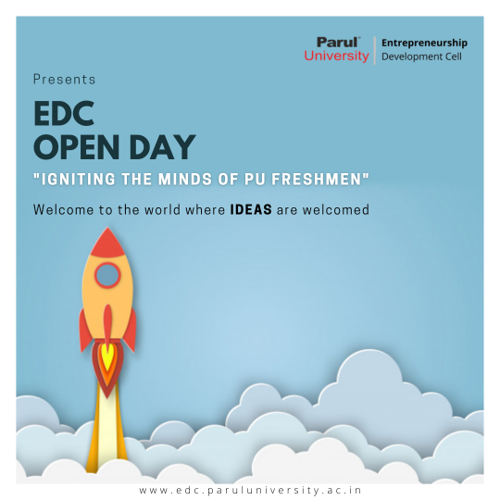 Parul University
Entrepreneurship
Development Cell
Presents
EDC
OPEN DAY
"IGNITING THE MINDS OF PU FRESHMEN"
Welcome to the world where IDEAS are welcomed
www.edc.paruluniversity.ac.in